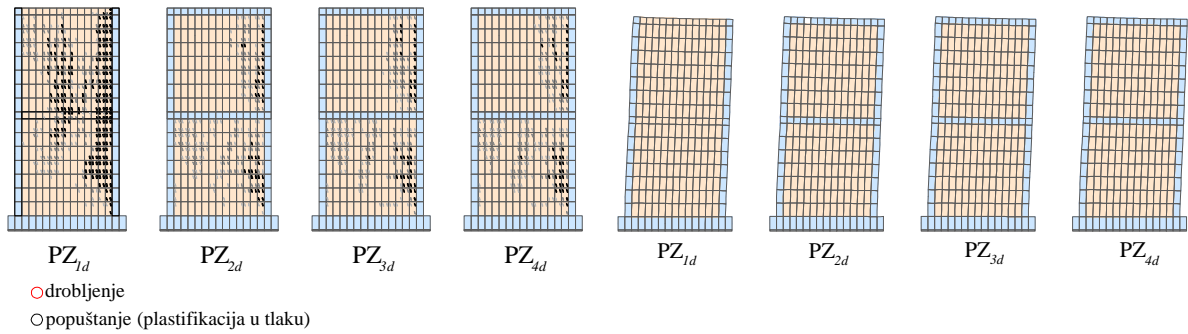 PZ1d PZ2d PZ3d PZ4d PZ1d PZ2d PZ3d PZ4d
drobljenje
popuštanje (plastifikacija u tlaku)